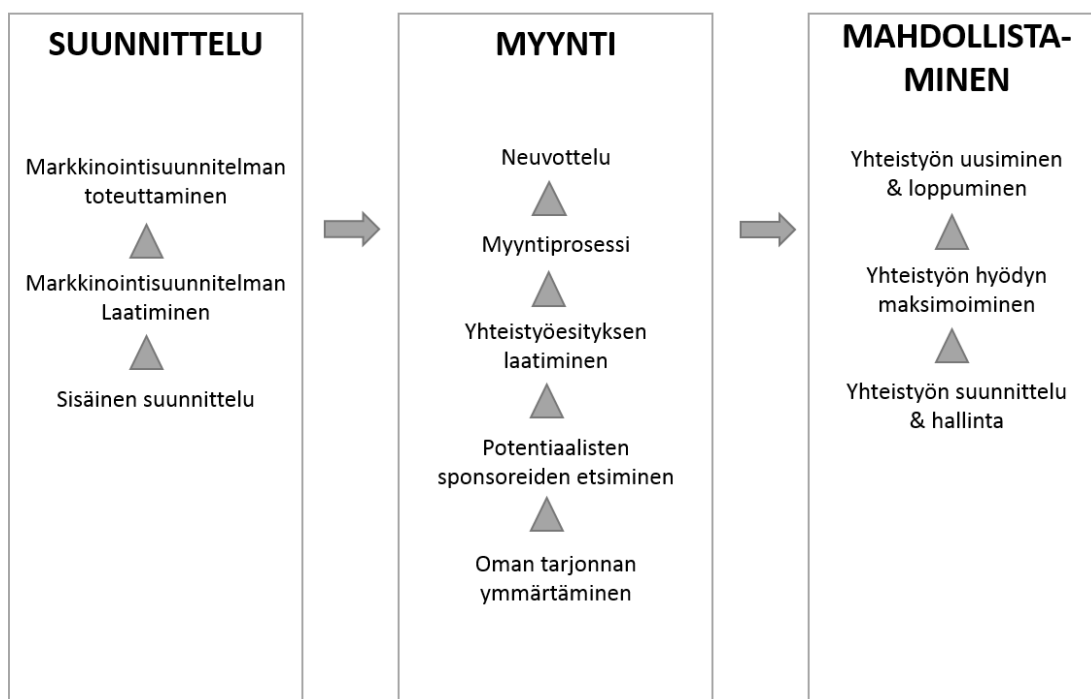 SUUNNITTELU
Markkinointisuunnitelman
toteuttaminen
Markkinointisuunnitelman
Laatiminen
Sisäinen suunnittelu
MYYNTI
Neuvottelu
Myyntiprosessi
Yhteistyöesityksen
laatiminen
Potentiaalisten
sponsoreiden etsiminen
Oman tarjonnan
ymmärtäminen
MAHDOLLISTA-
MINEN
Yhteistyön uusiminen
& loppuminen
Yhteistyön hyödyn
maksimoiminen
Yhteistyön suunnittelu
& hallinta